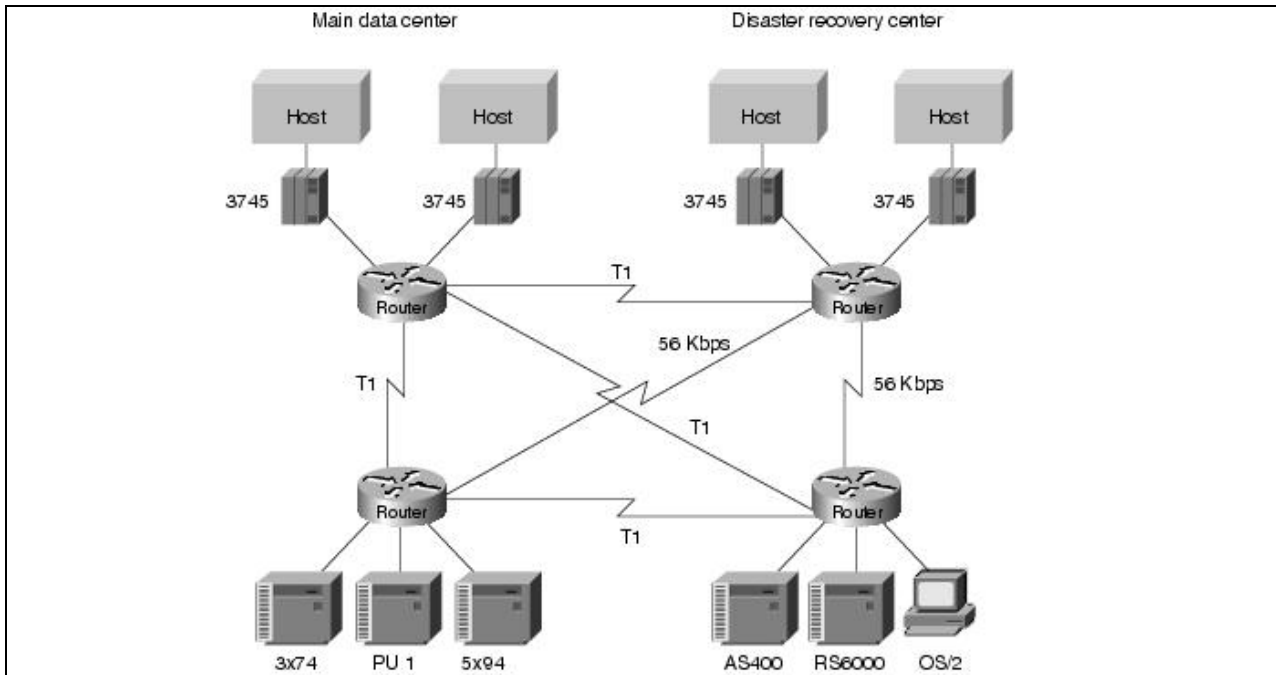 Main data center
Disaster recovery center
Host
Host
Host
Host
3745
3745
3745
3745
Router
T1
Router
56 Kbps
T1
56 Kbps
T1
Router
T1
Router
3x74
PU 1
5x94
AS400
RS6000
OS/2